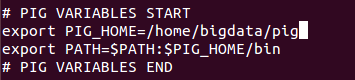 # PIG VARIABLES START
export PIG_HOME=/home/bigdata/pig
export PATH=$PATH:$PIG_HOME/bin
# PIG VARIABLES END